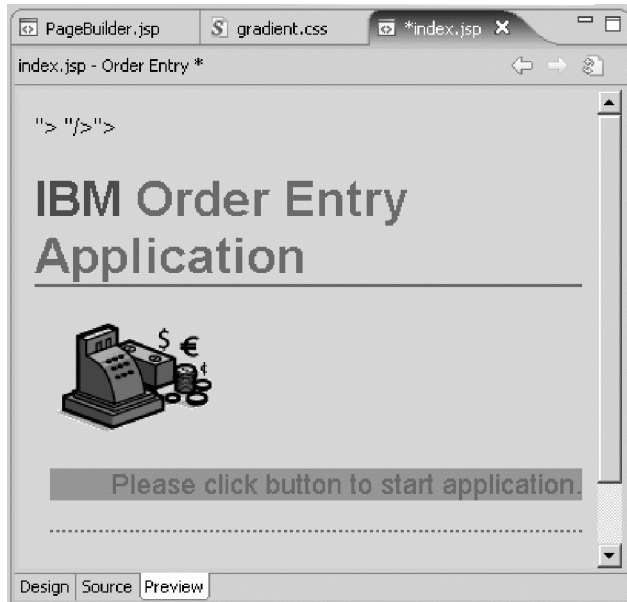 PageBuilder.jsp gradient.css *index.jsp
index.jsp - Order Entry *
"> "/>">
IBM Order Entry
Application
$ € ¢
Please click button to start application.
Design Source Preview